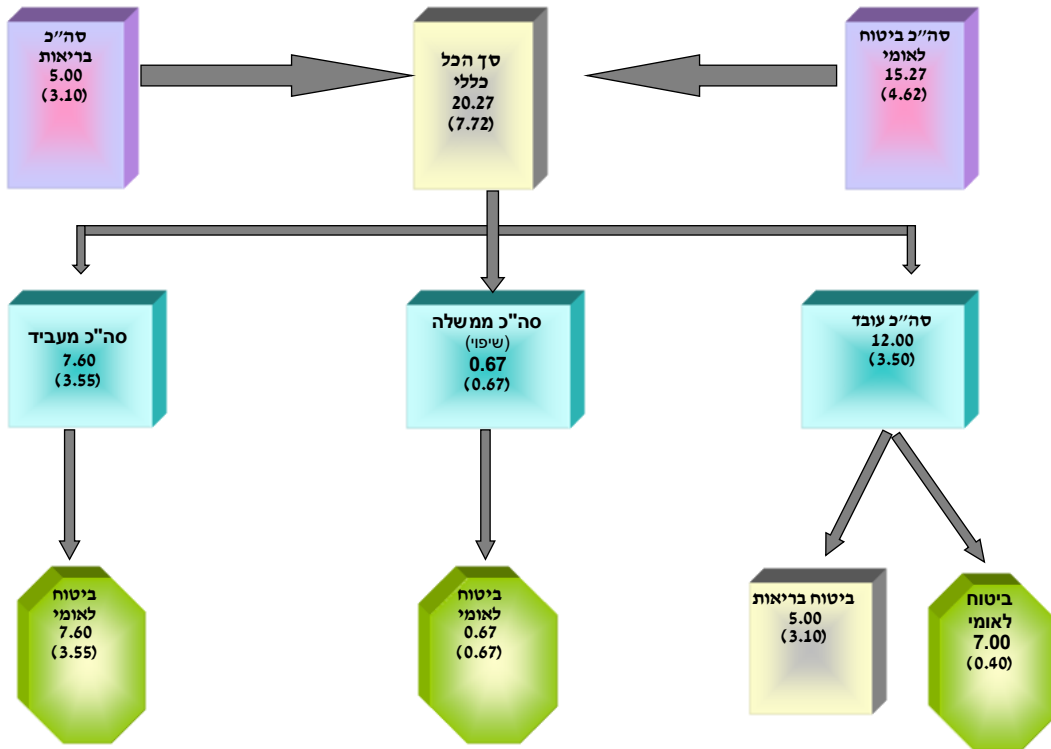 סה״כ ביטוח
לאומי
15.27
(4.62)
סך הכל
כללי
20.27
(7.72)
סה״כ
בריאות
5.00
(3.10)
סה״כ עובד
12.00
(3.50)
סה"כ ממשלה
(שיפוי)
0.67
(0.67)
סה"כ מעביד
7.60
(3.55)
ביטוח
לאומי
7.00
(0.40)
ביטוח בריאות
5.00
(3.10)
ביטוח
לאומי
0.67
(0.67)
ביטוח
לאומי
7.60
(3.55)